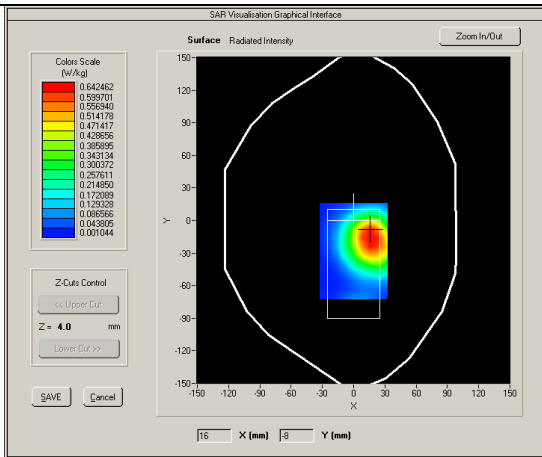 SAR Visualisation Graphical Interface
Surface Radiated Intensity
Zoom In/Out
Colors Scale
(W/kg)
0.642462
0.599701
0.556940
0.514178
0.471417
0.428656
0.385895
0.343134
0.300372
0.257611
0.214850
0.172089
0.129328
0.086566
0.043805
0.001044
Z-Cuts Control
<< Upper Cut
Z = 4.0 mm
Lower Cut >>
SAVE Cancel
150-
120-
90-
60-
30-
0-
-30-
-60-
-90-
-120-
-150-
Y
-150 -120 -90 -60 -30 0 30 60 90 120 150
X
16 X (mm) -8 Y (mm)